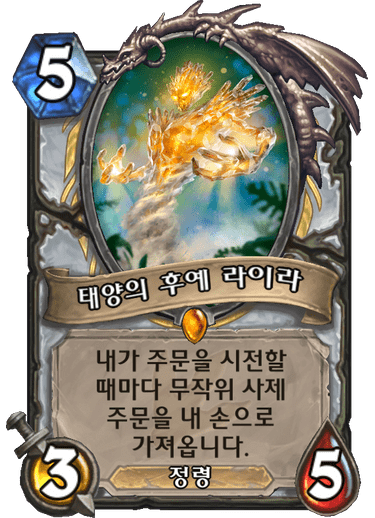 5
태양의 후예 라이라
내가 주문을 시전할
때마다 무작위 사제
주문을 내 손으로
가져옵니다.
정령
3
5